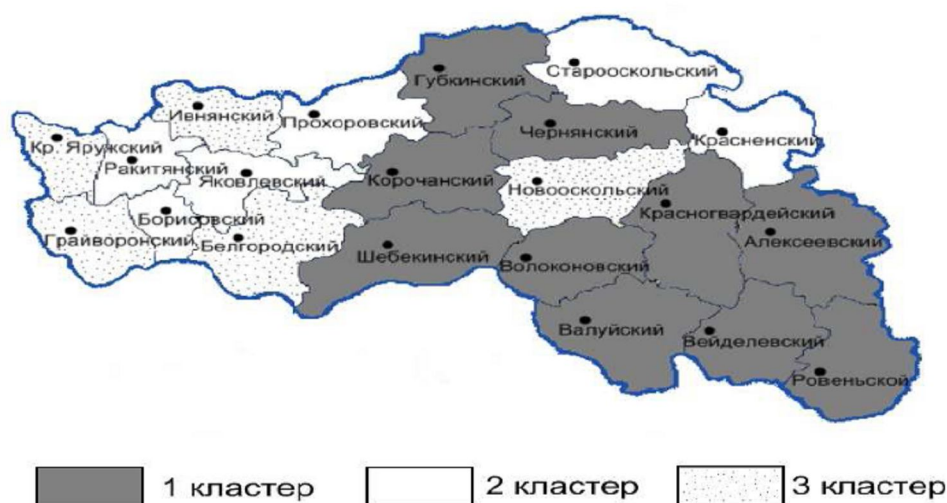 Старооскольский
Губкинский
Ивнянский
Прохоровский
Чернянский
Красненский
Кр. Яружский
Ракитянский
Яковлевский
Корочанский
Новооскольский
Борисовский
Красногвардейский
Грайворонский
Белгородский
Алексеевский
Шебекинский
Волоконовский
Валуйский
Вейделевский
Ровеньской
1 кластер
2 кластер
3 кластер